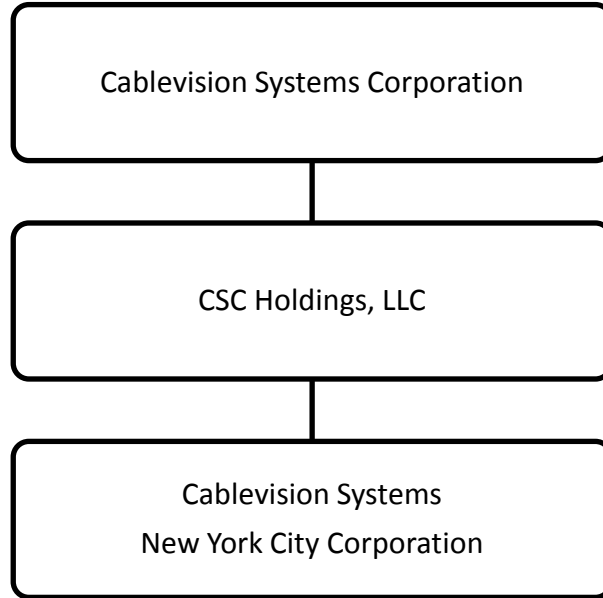 Cablevision Systems Corporation
CSC Holdings, LLC
Cablevision Systems
New York City Corporation